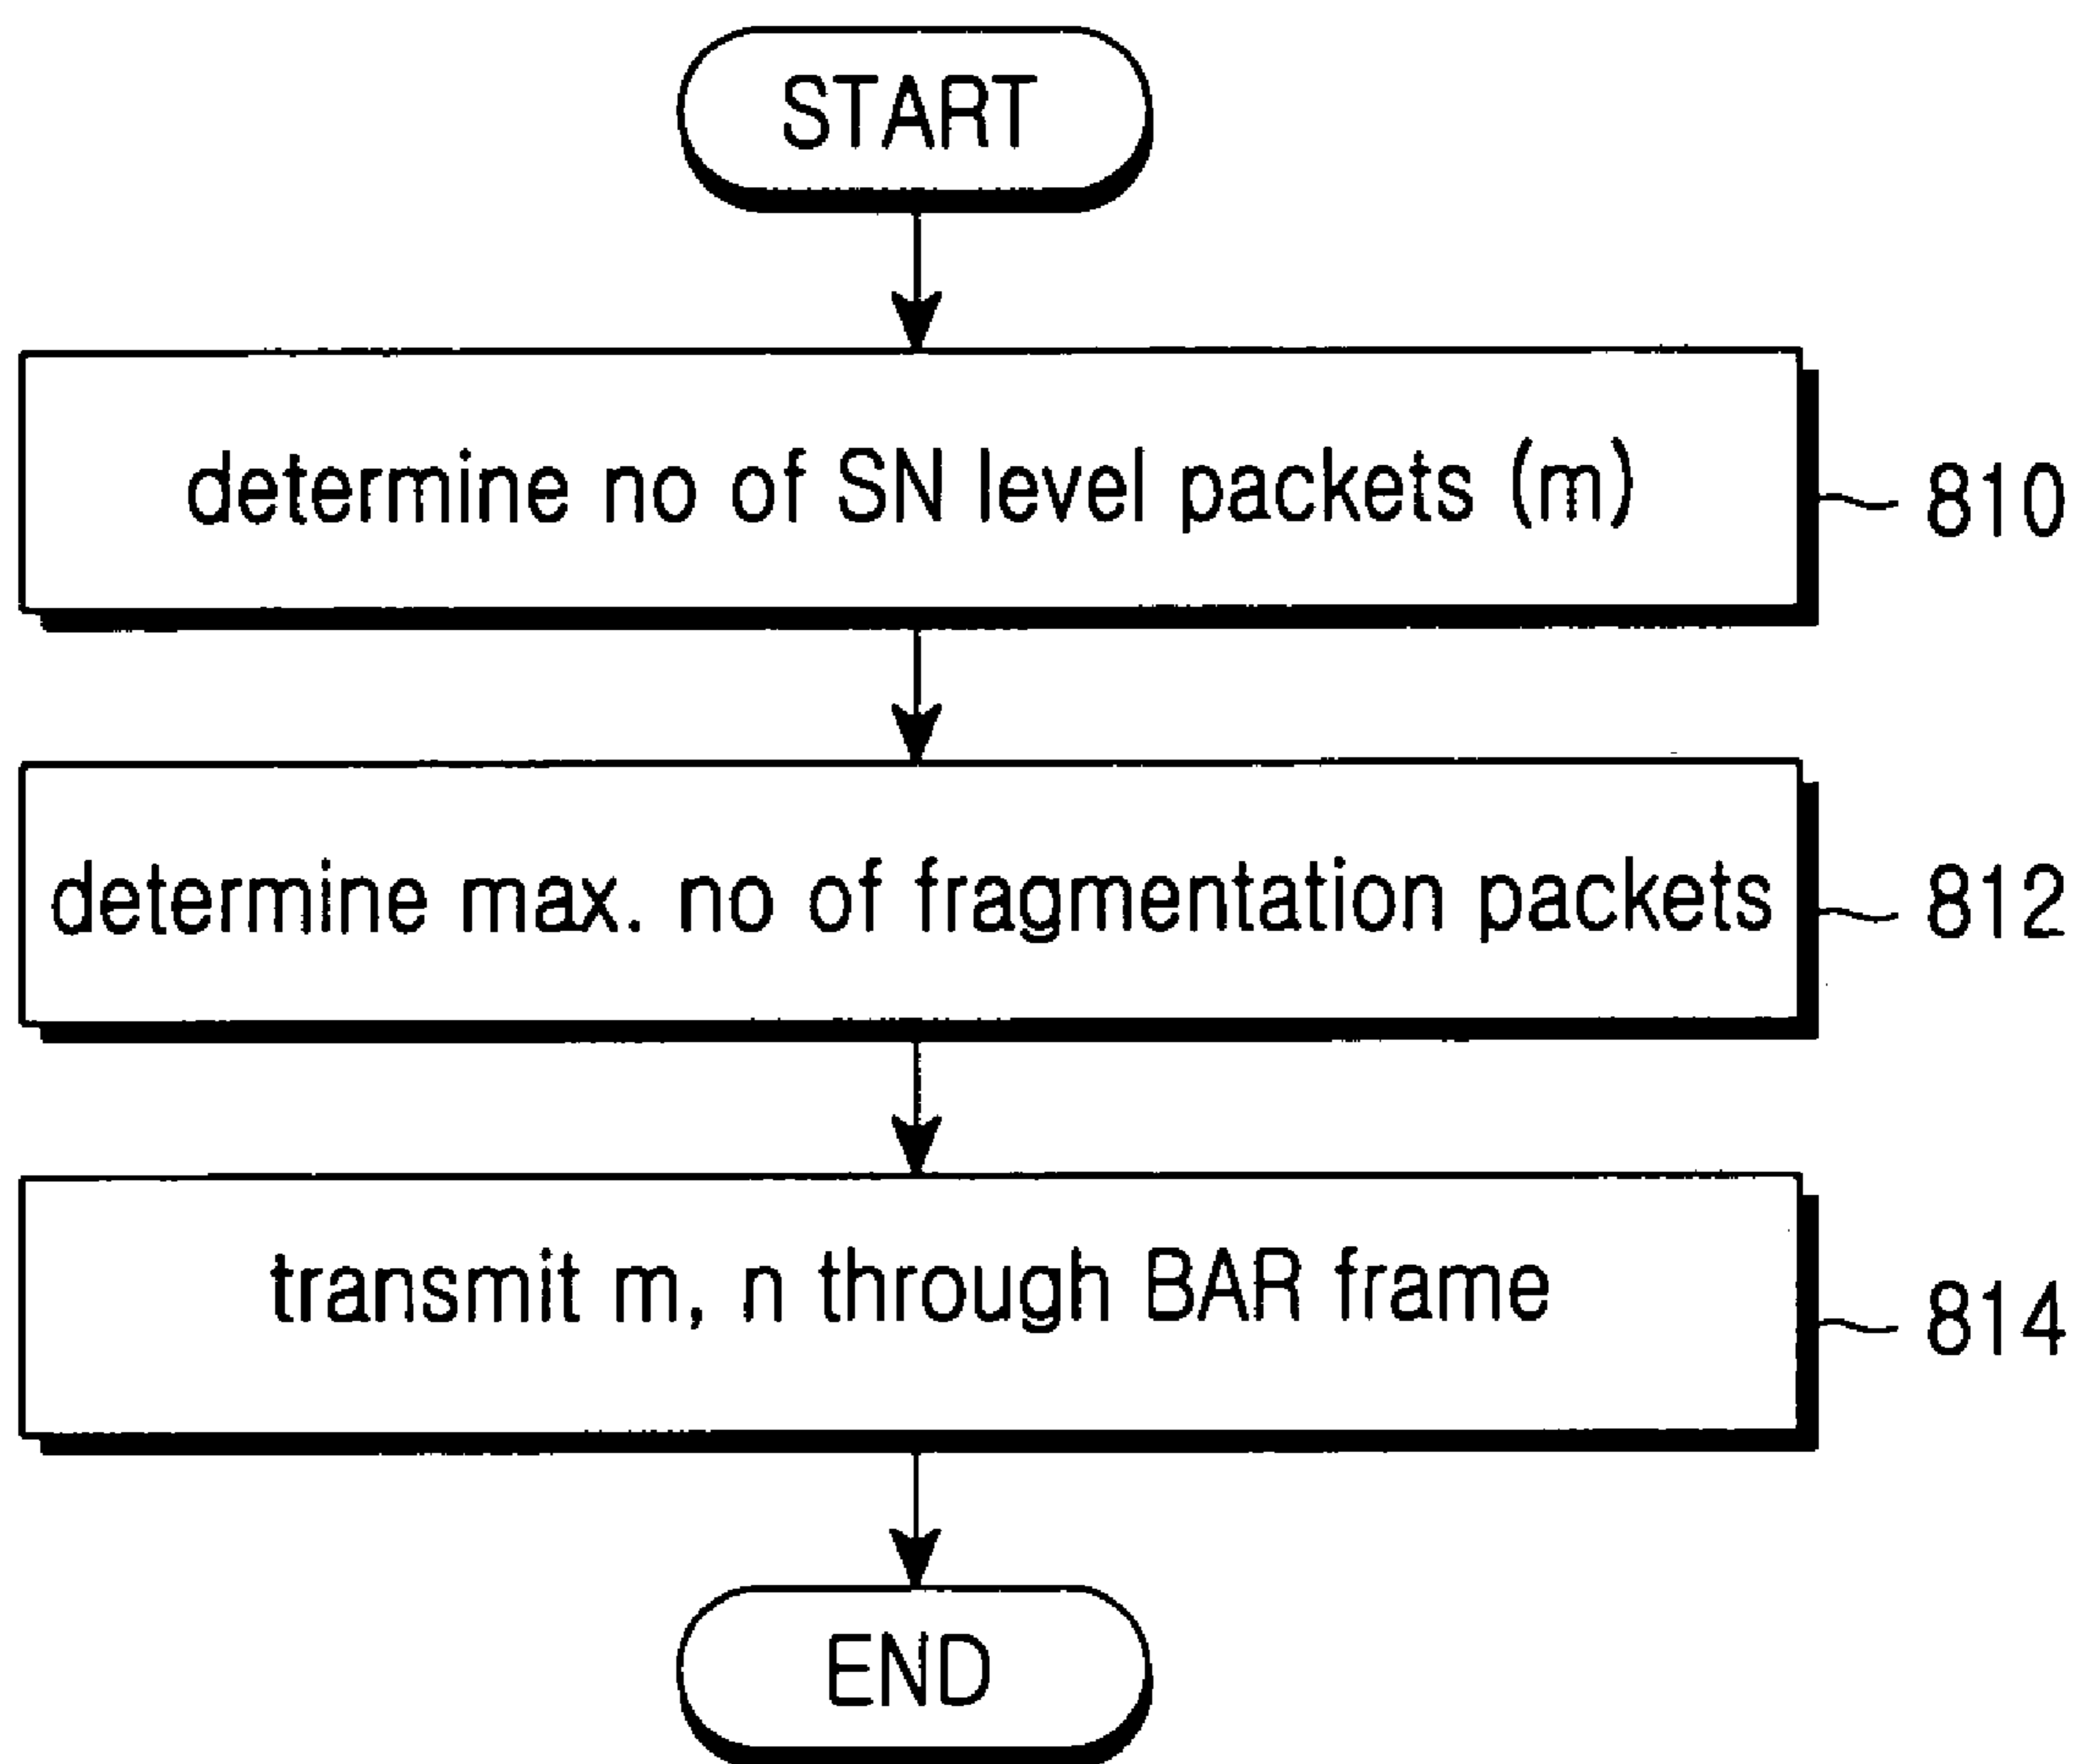 START
determine no of SN level packets (m)
810
determine max. no of fragmentation packets
812
transmit m, n through BAR frame
814
END